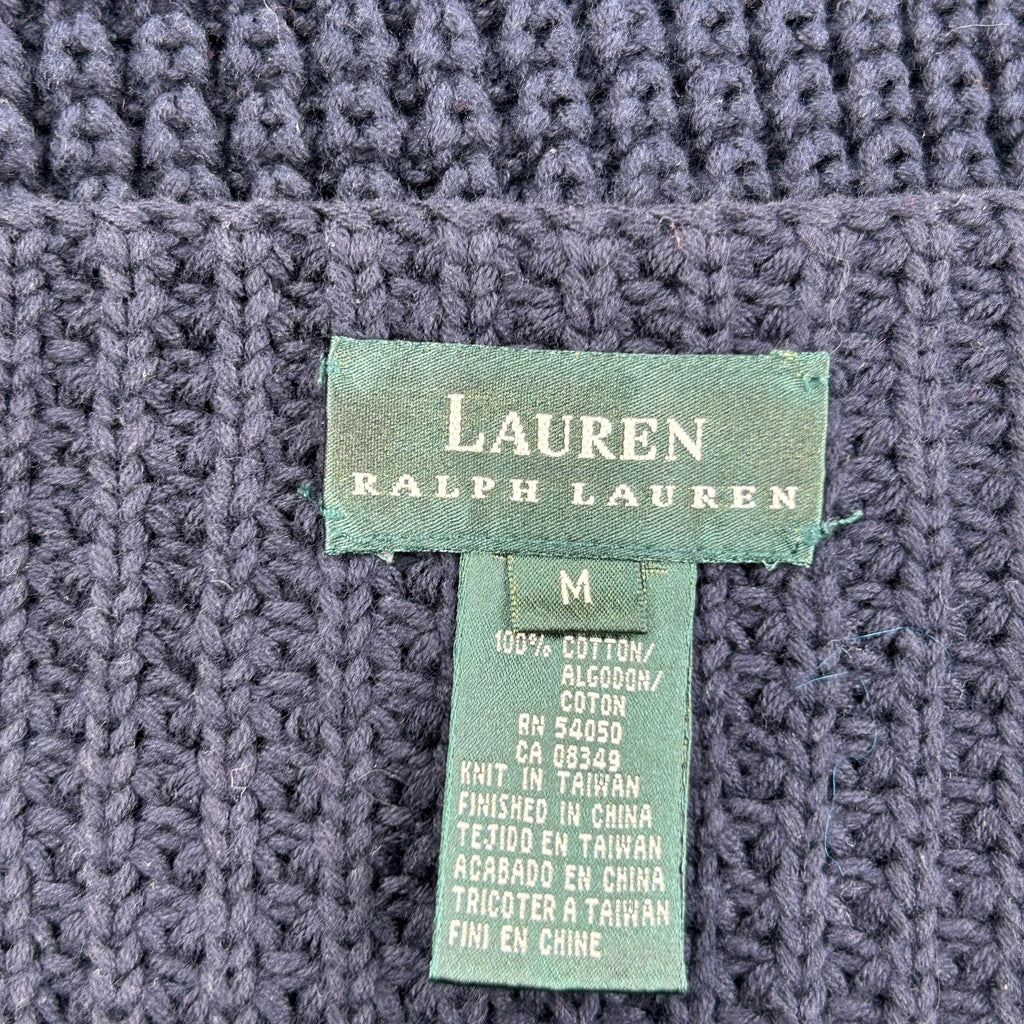 LAUREN
RALPH LAUREN
M
100% COTTON/
ALGODON/
COTON
RN 54050
CA 08349
KNIT IN TAIWAN
FINISHED IN CHINA
TEJIDO EN TAIWAN
ACABADO EN CHINA
TRICOTER A TAIWAN
FINI EN CHINE